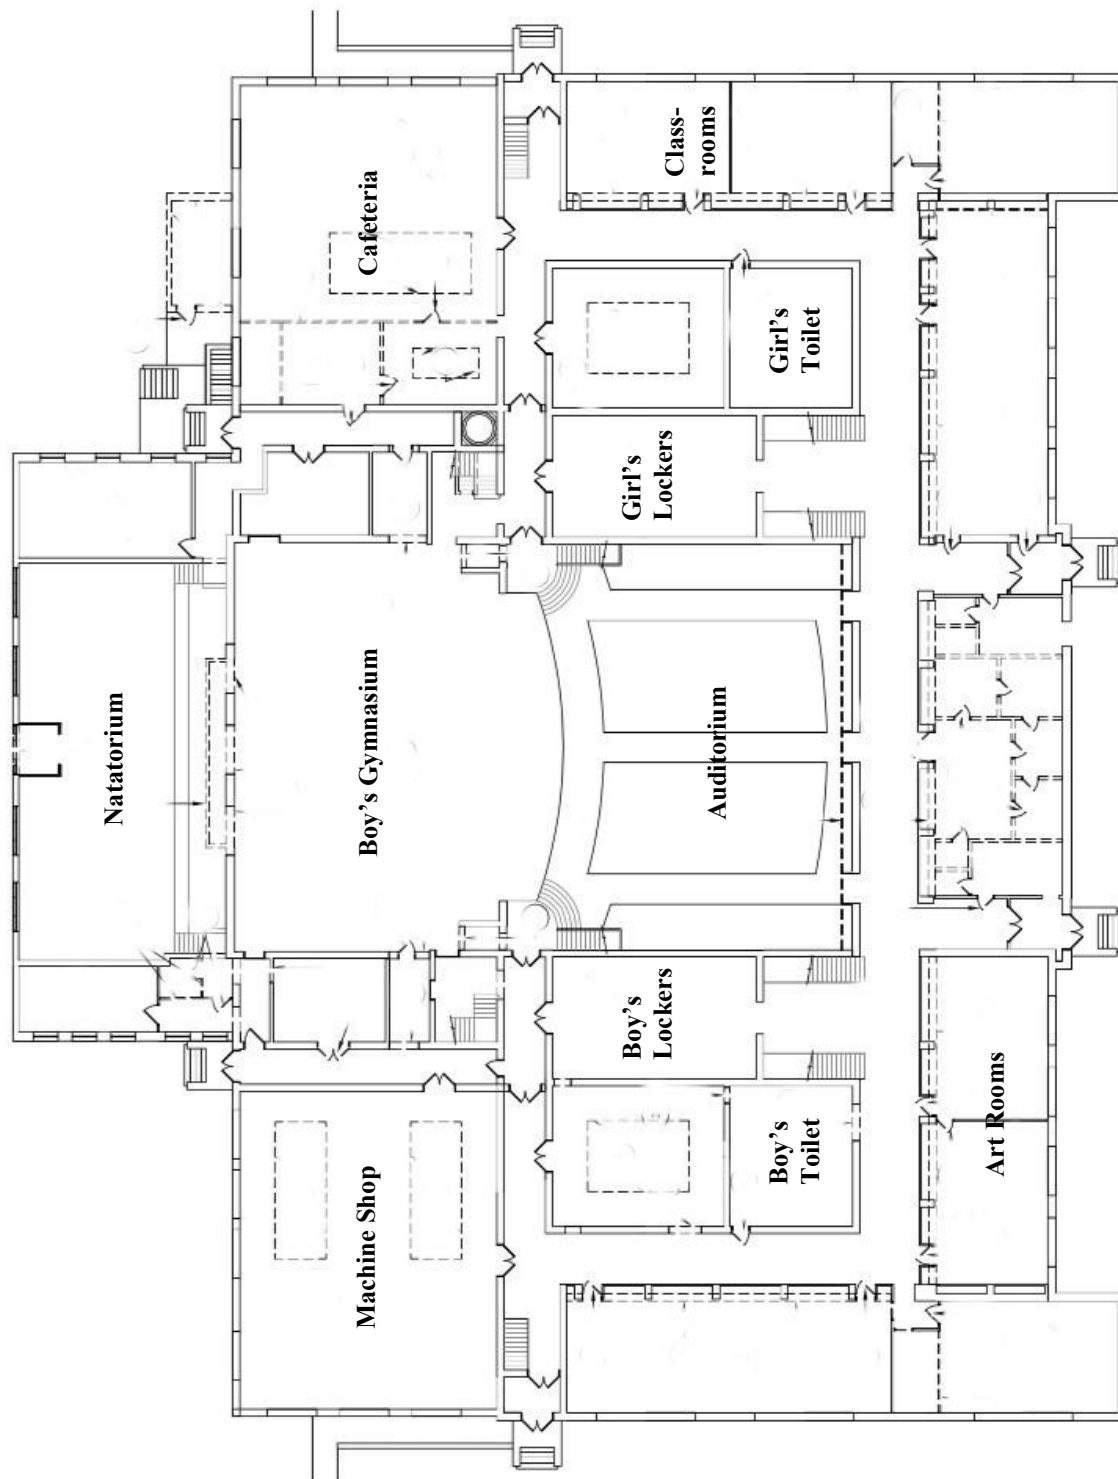 Class-
rooms
Cafeteria
Girl's
Toilet
Girl's
Lockers
Natatorium
Boy's Gymnasium
Auditorium
Boy's
Lockers
Boy's
Toilet
Art Rooms
Machine Shop